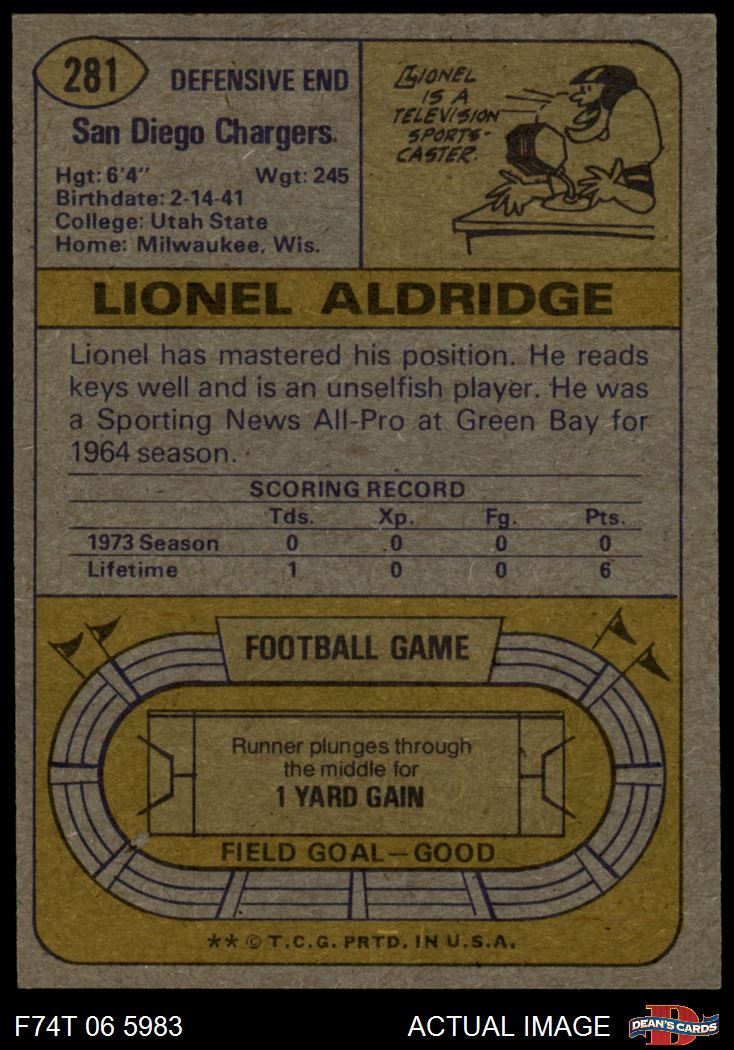 281
DEFENSIVE END
San Diego Chargers
Hgt: 6'4" Wgt: 245
Birthdate: 2-14-41
College: Utah State
Home: Milwaukee, Wis.
LIONEL
IS A
TELEVISION
SPORTS-
CASTER.
LIONEL ALDRIDGE
Lionel has mastered his position. He reads
keys well and is an unselfish player. He was
a Sporting News All-Pro at Green Bay for
1964 season.
SCORING RECORD
Tds. Xp. Fg. Pts.
1973 Season 0 0 0 0
Lifetime 1 0 0 6
FOOTBALL GAME
Runner plunges through
the middle for
1 YARD GAIN
FIELD GOAL—GOOD
** © T.C.G. PRTD. IN U.S.A.
F74T 06 5983 ACTUAL IMAGE
D
DEAN'S CARDS